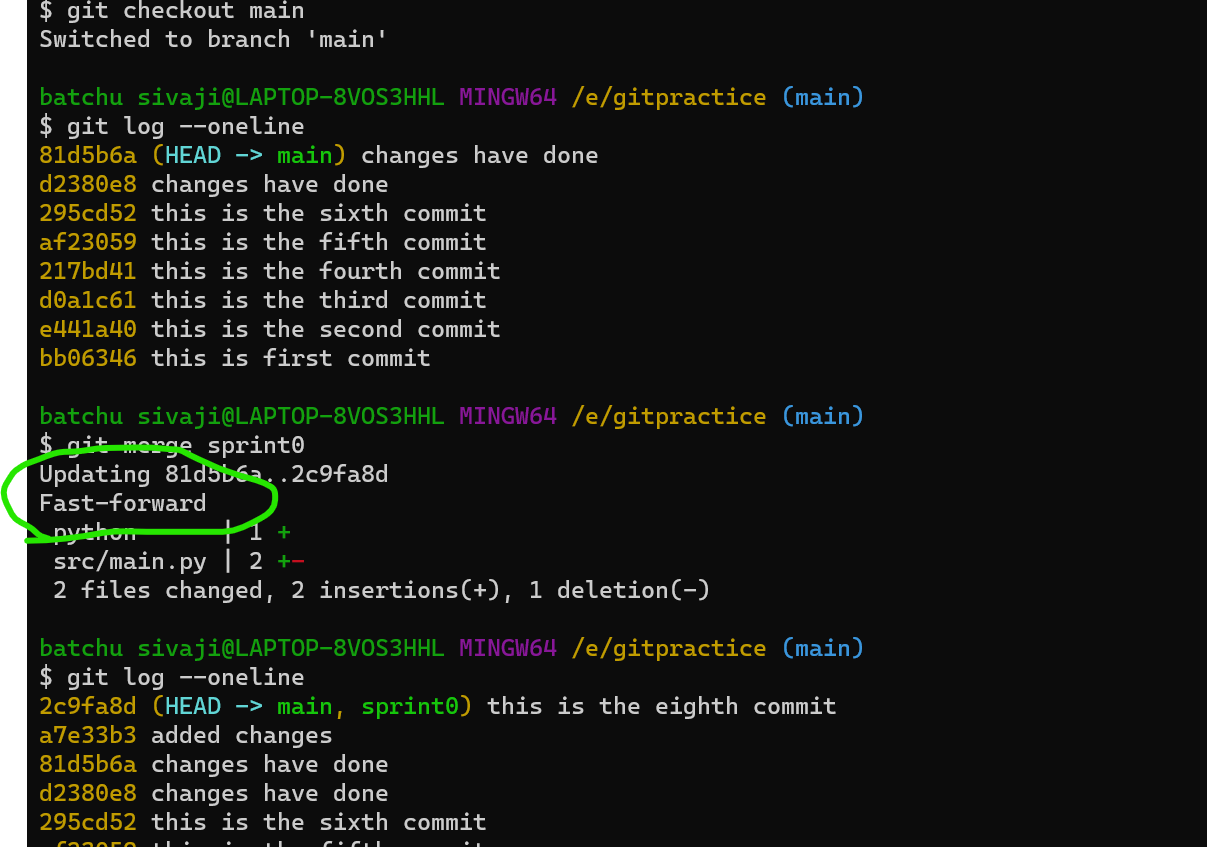 $ git checkout main
Switched to branch 'main'
batchu sivaji@LAPTOP-8VOS3HHL MINGW64 /e/gitpractice (main)
$ git log --oneline
81d5b6a (HEAD -> main) changes have done
d2380e8 changes have done
295cd52 this is the sixth commit
af23059 this is the fifth commit
217bd41 this is the fourth commit
d0a1c61 this is the third commit
e441a40 this is the second commit
bb06346 this is first commit
batchu sivaji@LAPTOP-8VOS3HHL MINGW64 /e/gitpractice (main)
$ git merge sprint0
Updating 81d5b6a..2c9fa8d
Fast-forward
python | 1 +
src/main.py | 2 +-
2 files changed, 2 insertions(+), 1 deletion(-)
batchu sivaji@LAPTOP-8VOS3HHL MINGW64 /e/gitpractice (main)
$ git log --oneline
2c9fa8d (HEAD -> main, sprint0) this is the eighth commit
a7e33b3 added changes
81d5b6a changes have done
d2380e8 changes have done
295cd52 this is the sixth commit
af23059 this is the fifth commit